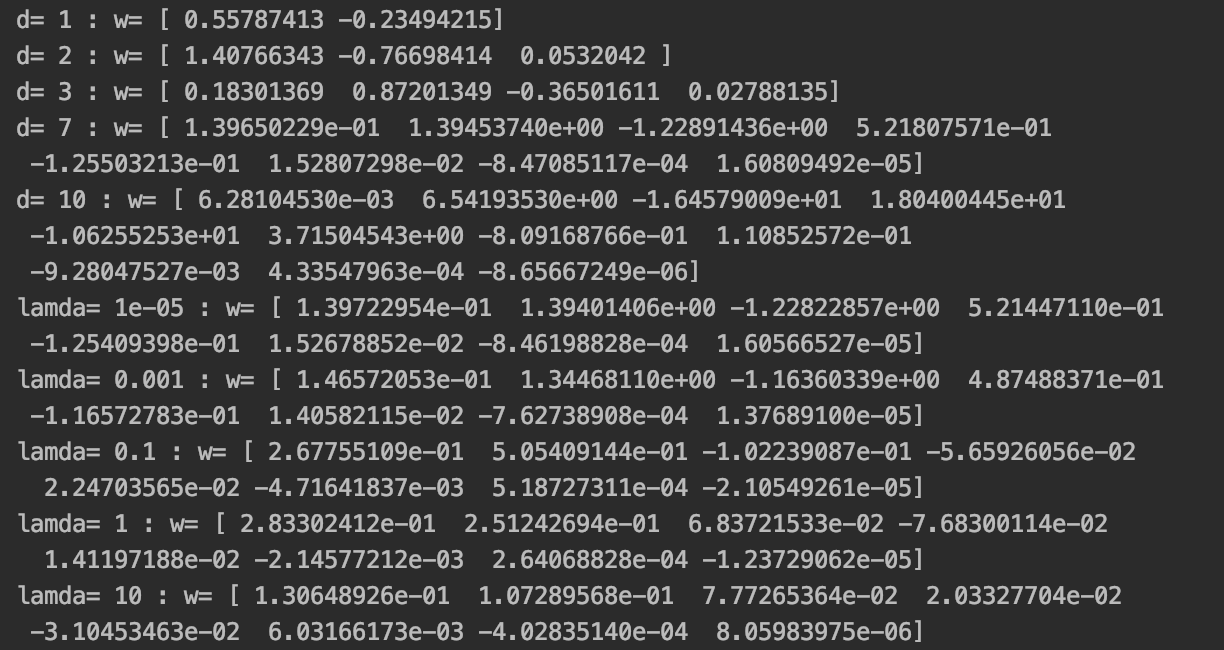 d= 1 : w= [ 0.55787413 -0.23494215]
d= 2 : w= [ 1.40766343 -0.76698414  0.0532042 ]
d= 3 : w= [ 0.18301369  0.87201349 -0.36501611  0.02788135]
d= 7 : w= [ 1.39650229e-01  1.39453740e+00 -1.22891436e+00  5.21807571e-01
 -1.25503213e-01  1.52807298e-02 -8.47085117e-04  1.60809492e-05]
d= 10 : w= [ 6.28104530e-03  6.54193530e+00 -1.64579009e+01  1.80400445e+01
 -1.06255253e+01  3.71504543e+00 -8.09168766e-01  1.10852572e-01
 -9.28047527e-03  4.33547963e-04 -8.65667249e-06]
lamda= 1e-05 : w= [ 1.39722954e-01  1.39401406e+00 -1.22822857e+00  5.21447110e-01
 -1.25409398e-01  1.52678852e-02 -8.46198828e-04  1.60566527e-05]
lamda= 0.001 : w= [ 1.46572053e-01  1.34468110e+00 -1.16360339e+00  4.87488371e-01
 -1.16572783e-01  1.40582115e-02 -7.62738908e-04  1.37689100e-05]
lamda= 0.1 : w= [ 2.67755109e-01  5.05409144e-01 -1.02239087e-01 -5.65926056e-02
  2.24703565e-02 -4.71641837e-03  5.18727311e-04 -2.10549261e-05]
lamda= 1 : w= [ 2.83302412e-01  2.51242694e-01  6.83721533e-02 -7.68300114e-02
  1.41197188e-02 -2.14577212e-03  2.64068828e-04 -1.23729062e-05]
lamda= 10 : w= [ 1.30648926e-01  1.07289568e-01  7.77265364e-02  2.03327704e-02
 -3.10453463e-02  6.03166173e-03 -4.02835140e-04  8.05983975e-06]